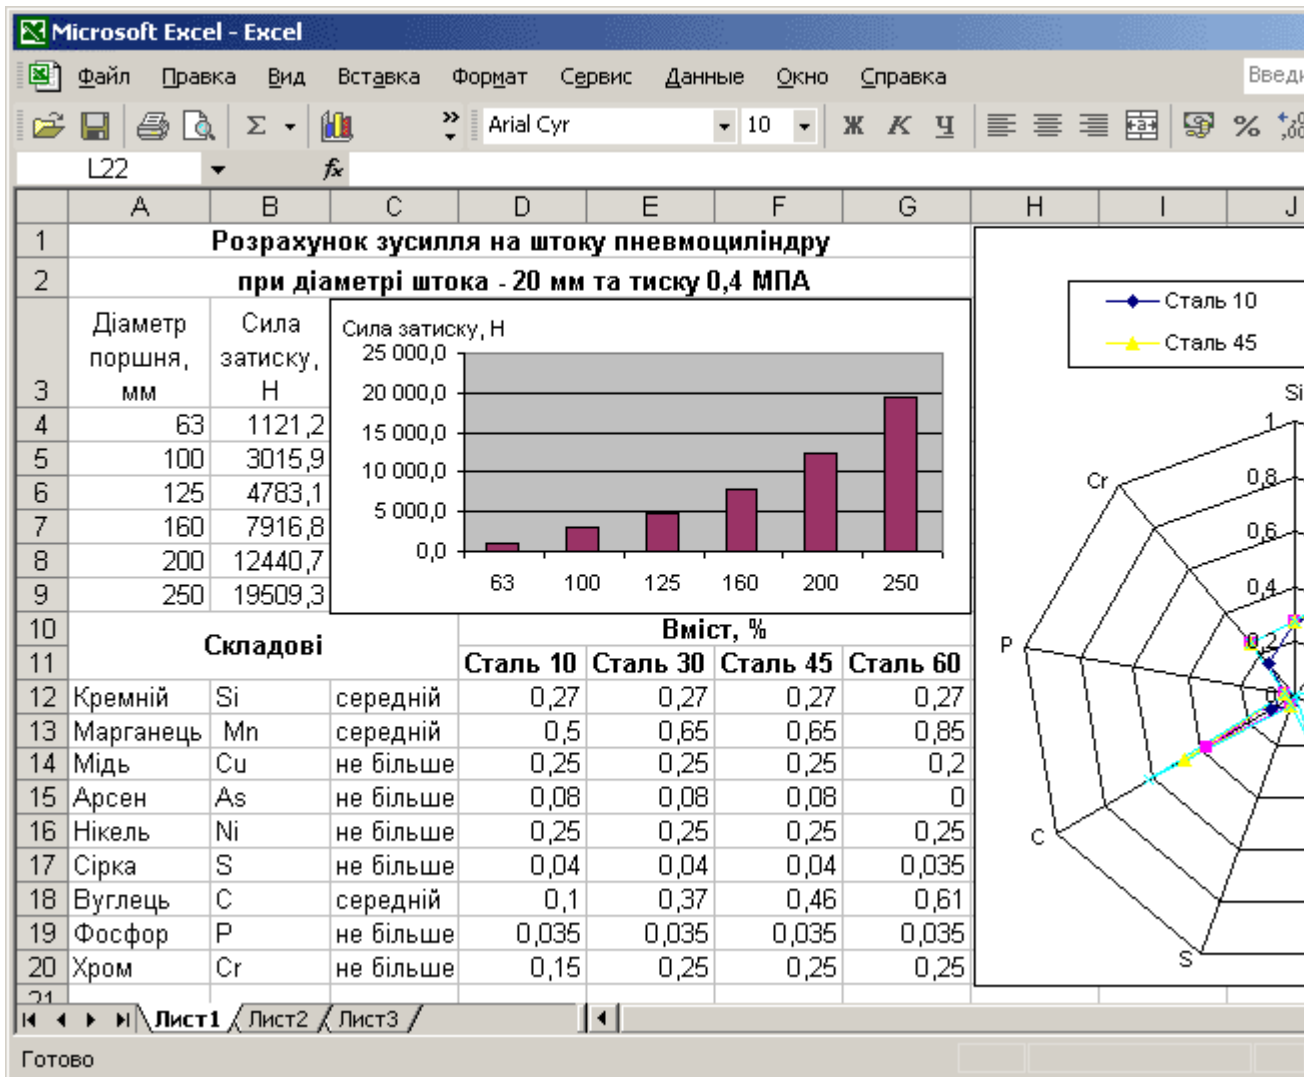 Microsoft Excel - Excel
Файл Правка Вид Вставка Формат Сервис Данные Окно Справка Введи
Σ Arial Cyr 10 Ж К Ч %
L22 fx
A B C D E F G H I J
1 Розрахунок зусилля на штоку пневмоциліндру
2 при діаметрі штока - 20 мм та тиску 0,4 МПА
3 Діаметр поршня, мм Сила затиску, Н
4 63 1121,2
5 100 3015,9
6 125 4783,1
7 160 7916,8
8 200 12440,7
9 250 19509,3
Сила затиску, Н
25 000,0
20 000,0
15 000,0
10 000,0
5 000,0
0,0
63 100 125 160 200 250
10 Складові Вміст, %
11 Сталь 10 Сталь 30 Сталь 45 Сталь 60
12 Кремній Si середній 0,27 0,27 0,27 0,27
13 Марганець Mn середній 0,5 0,65 0,65 0,85
14 Мідь Cu не більше 0,25 0,25 0,25 0,2
15 Арсен As не більше 0,08 0,08 0,08 0
16 Нікель Ni не більше 0,25 0,25 0,25 0,25
17 Сірка S не більше 0,04 0,04 0,04 0,035
18 Вуглець C середній 0,1 0,37 0,46 0,61
19 Фосфор P не більше 0,035 0,035 0,035 0,035
20 Хром Cr не більше 0,15 0,25 0,25 0,25
21
Сталь 10
Сталь 45
Si
1
Cr 0,8
0,6
0,4
P 0,2
0
C
S
Лист1 Лист2 Лист3
Готово